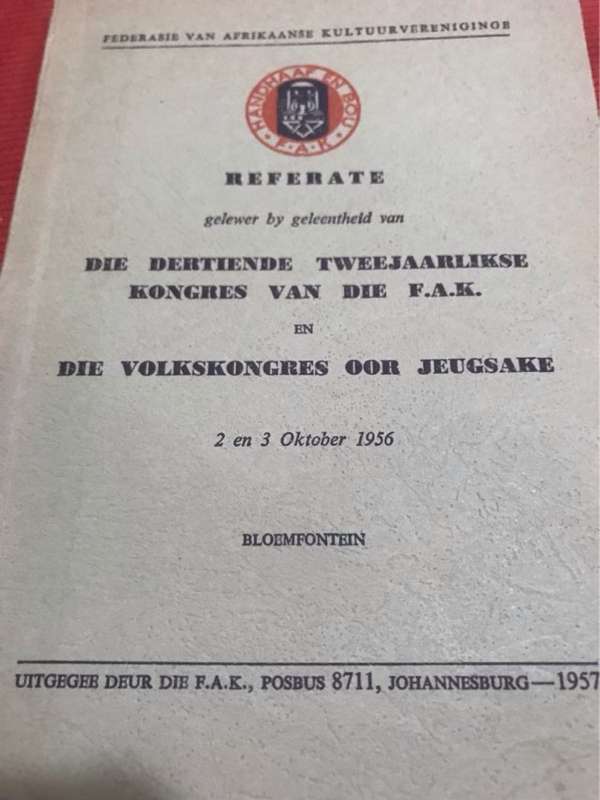 FEDERASIE VAN AFRIKAANSE KULTUURVERENIGINGE
HANDHAAF EN BOU
F·A·K
REFERATE
gelewer by geleentheid van
DIE DERTIENDE TWEEJAARLIKSE
KONGRES VAN DIE F.A.K.
EN
DIE VOLKSKONGRES OOR JEUGSAKE
2 en 3 Oktober 1956
BLOEMFONTEIN
UITGEGEE DEUR DIE F.A.K., POSBUS 8711, JOHANNESBURG—1957